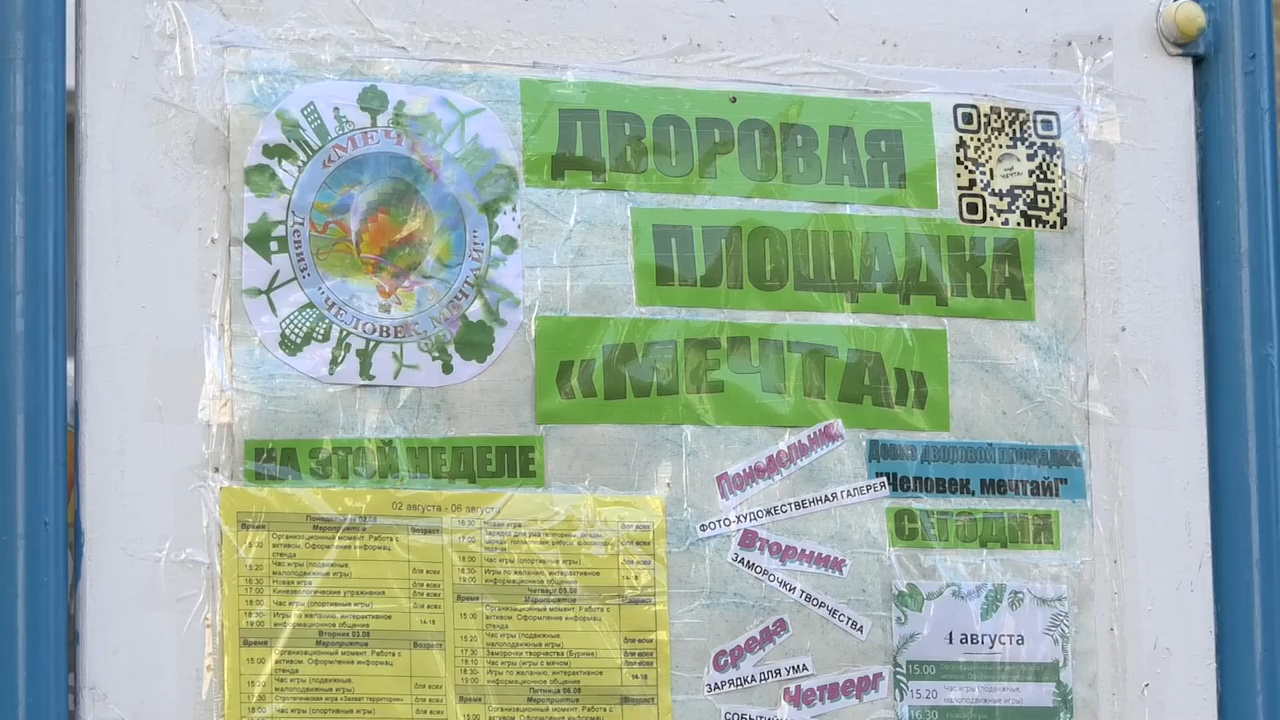 «МЕЧТА»
Девиз: "ЧЕЛОВЕК, МЕЧТАЙ!"
ДВОРОВАЯ
ПЛОЩАДКА
«МЕЧТА»
НА ЭТОЙ НЕДЕЛЕ
02 августа - 06 августа
Понедельник 02.08
Время Мероприятие Возраст
15:00 Организационный момент. Работа с
активом. Оформление информац.
стенда
15:20 Час игры (подвижные,
малоподвижные игры) для всех
16:30 Новая игра для всех
17:00 Кинезеологические упражнения для всех
18:00 Час игры (спортивные игры) для всех
18:30- Игры по желанию, интерактивное
19:00 информационное общение 14-18
Вторник 03.08
Время Мероприятие Возраст
15:00 Организационный момент. Работа с
активом. Оформление информац.
стенда
15:20 Час игры (подвижные,
малоподвижные игры) для всех
17:30 Стратегическая игра «Захват территории» для всех
18:00 Час игры (спортивные игры) для всех
16:30 Новая игра для всех
17:00 Зарядка для ума
для всех
18:00 Час игры (спортивные игры) для всех
18:30- Игры по желанию, интерактивное
19:00 информационное общение 14-18
Четверг 05.08
Время Мероприятие Возраст
15:00 Организационный момент. Работа с
активом. Оформление информац.
стенда
15:20 Час игры (подвижные,
малоподвижные игры) для всех
17:30 Заморочки творчества (Буриме) для всех
18:10 Час игры (игры с мячом) для всех
18:30- Игры по желанию, интерактивное
19:00 информационное общение 14-18
Пятница 06.08
Время Мероприятие Возраст
15:00 Организационный момент. Работа с
Понедельник
ФОТО-ХУДОЖЕСТВЕННАЯ ГАЛЕРЕЯ
Вторник
ЗАМОРОЧКИ ТВОРЧЕСТВА
Среда
ЗАРЯДКА ДЛЯ УМА
Четверг
Девиз дворовой площадки:
"Человек, мечтай!"
СЕГОДНЯ
4 августа
15.00 Организационный момент. Работа с
15.20 Час игры (подвижные,
малоподвижные игры)
16.30 Новая игра